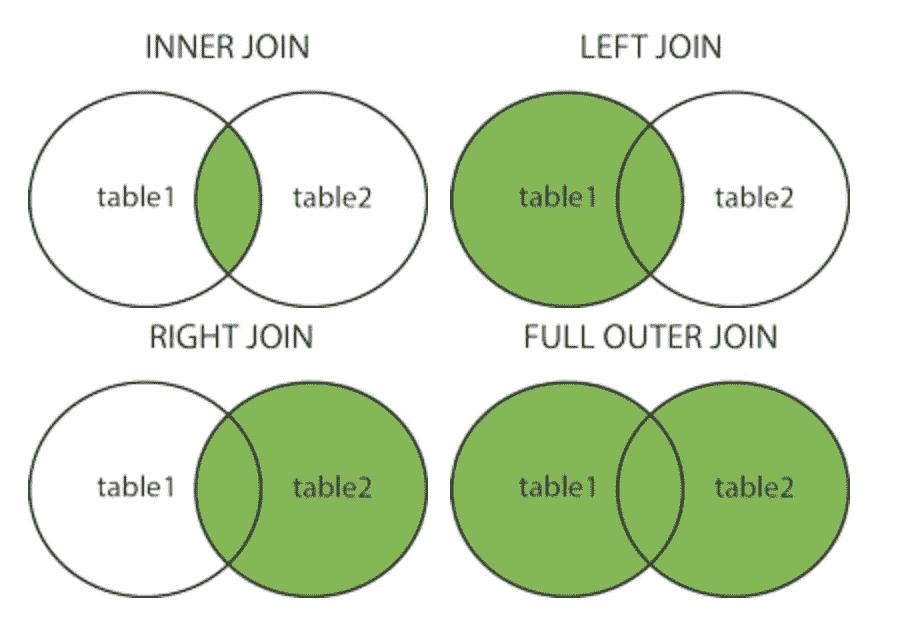 INNER JOIN
LEFT JOIN
table1
table2
table1
table2
RIGHT JOIN
FULL OUTER JOIN
table1
table2
table1
table2